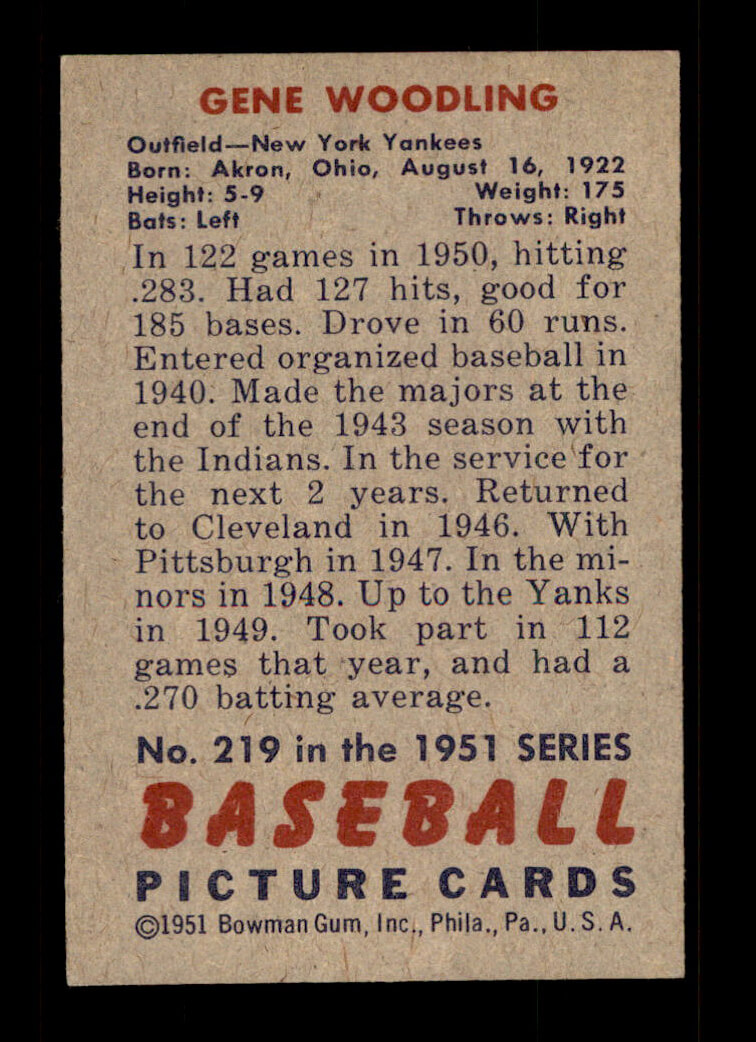 GENE WOODLING
Outfield—New York Yankees
Born: Akron, Ohio, August 16, 1922
Height: 5-9 Weight: 175
Bats: Left Throws: Right
In 122 games in 1950, hitting
.283. Had 127 hits, good for
185 bases. Drove in 60 runs.
Entered organized baseball in
1940. Made the majors at the
end of the 1943 season with
the Indians. In the service for
the next 2 years. Returned
to Cleveland in 1946. With
Pittsburgh in 1947. In the mi-
nors in 1948. Up to the Yanks
in 1949. Took part in 112
games that year, and had a
.270 batting average.
No. 219 in the 1951 SERIES
BASEBALL
PICTURE CARDS
©1951 Bowman Gum, Inc., Phila., Pa., U. S. A.